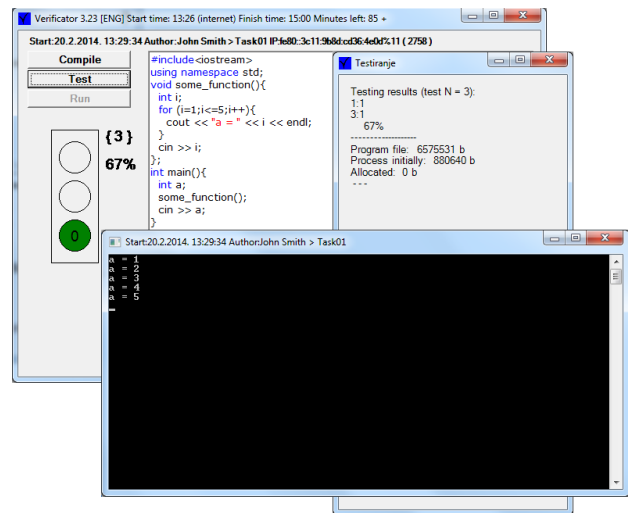 Verificator 3.23 [ENG] Start time: 13:26 (internet) Finish time: 15:00 Minutes left: 85 +
Start:20.2.2014. 13:29:34 Author:John Smith > Task01 IP:fe80::3c11:9b8d:cd36:4e0d%11 ( 2758 )
Compile
Test
Run
{3}
67%
0
#include<iostream>
using namespace std;
void some_function(){
int i;
for (i=1;i<=5;i++){
cout << "a = " << i << endl;
}
cin >> i;
};
int main(){
int a;
some_function();
cin >> a;
}
Testiranje
Testing results (test N = 3):
1:1
3:1
67%
-------------------
Program file: 6575531 b
Process initially: 880640 b
Allocated: 0 b
---
Start:20.2.2014. 13:29:34 Author:John Smith > Task01
a = 1
a = 2
a = 3
a = 4
a = 5